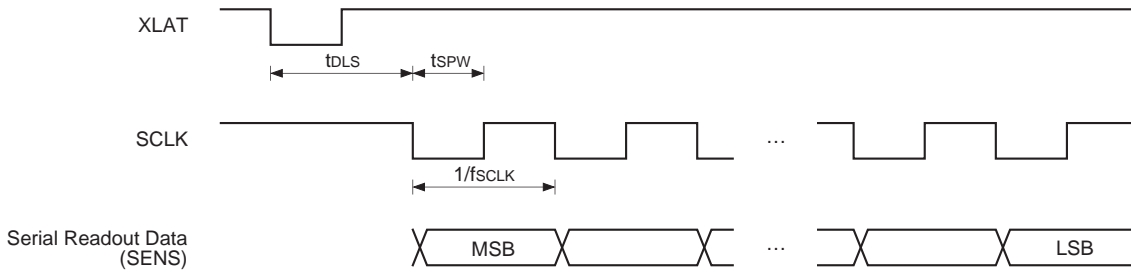 XLAT
tDLS
tSPW
SCLK
...
1/fSCLK
Serial Readout Data
(SENS)
MSB
...
LSB